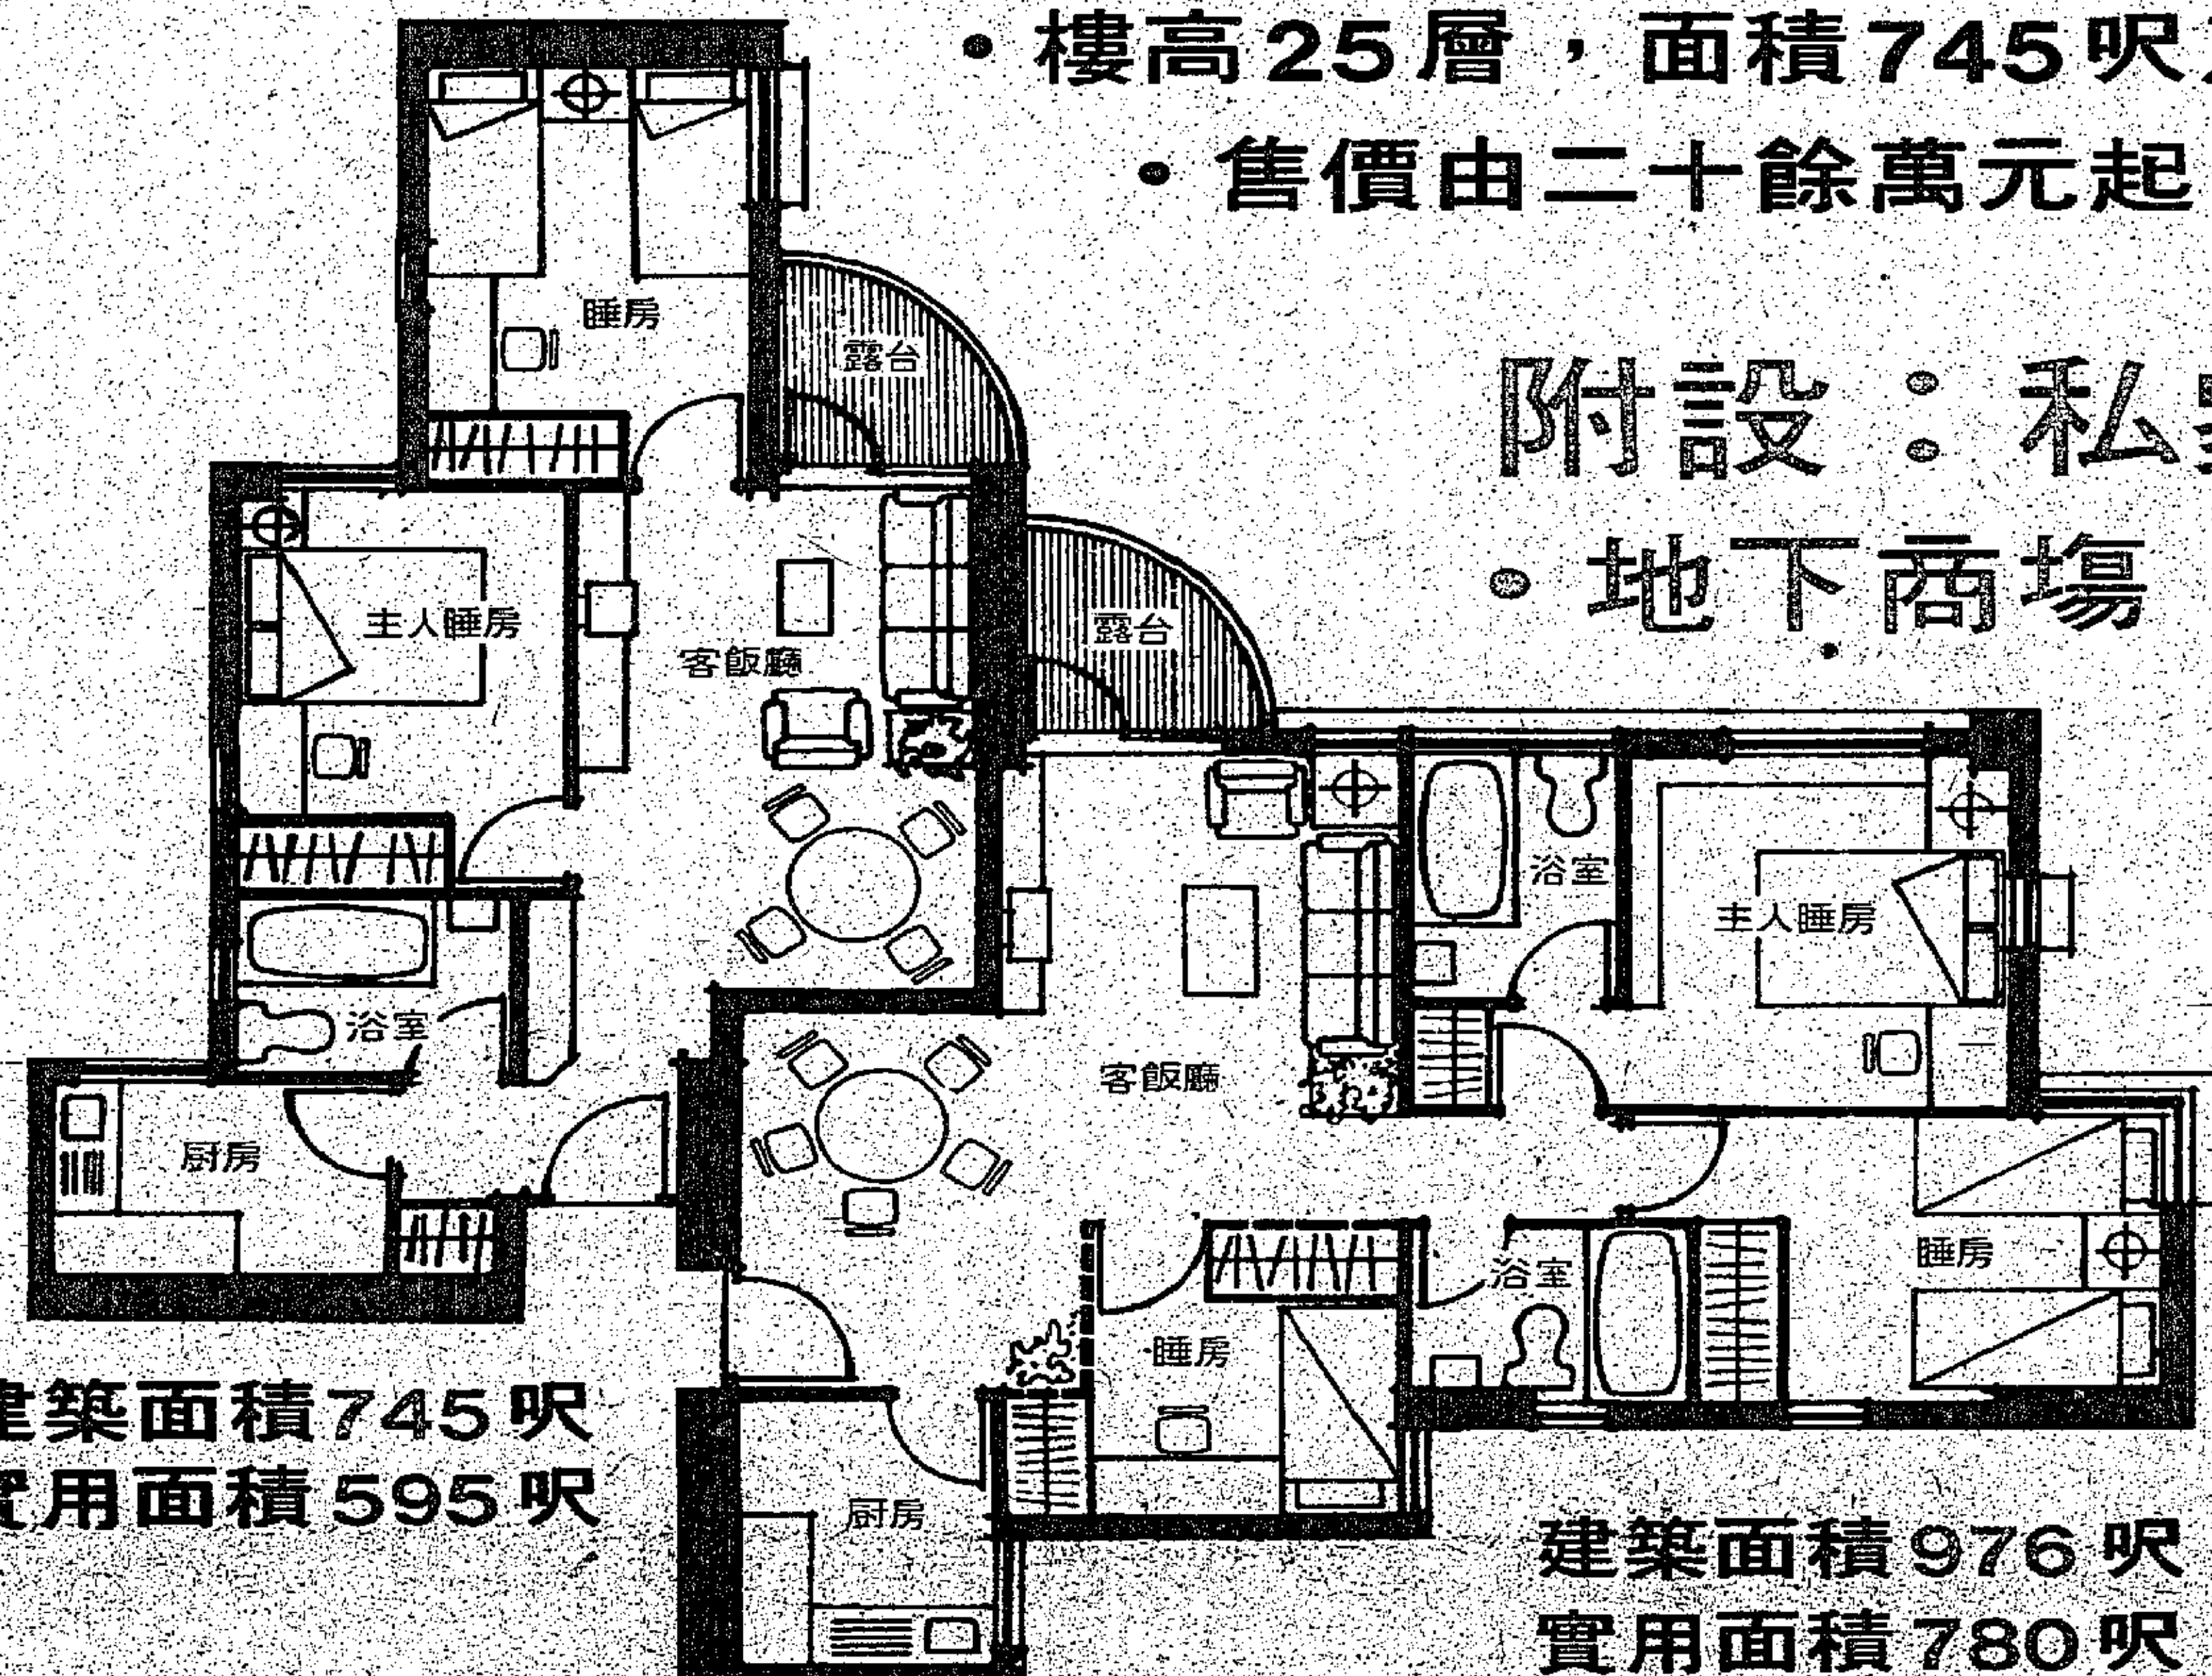 • 樓高25層，面積745呎
• 售價由二十餘萬元起
附設：私
• 地下商場
睡房
露台
主人睡房
客飯廳
露台
浴室
主人睡房
浴室
客飯廳
厨房
睡房
浴室
睡房
厨房
建築面積745呎
實用面積595呎
建築面積976呎
實用面積780呎